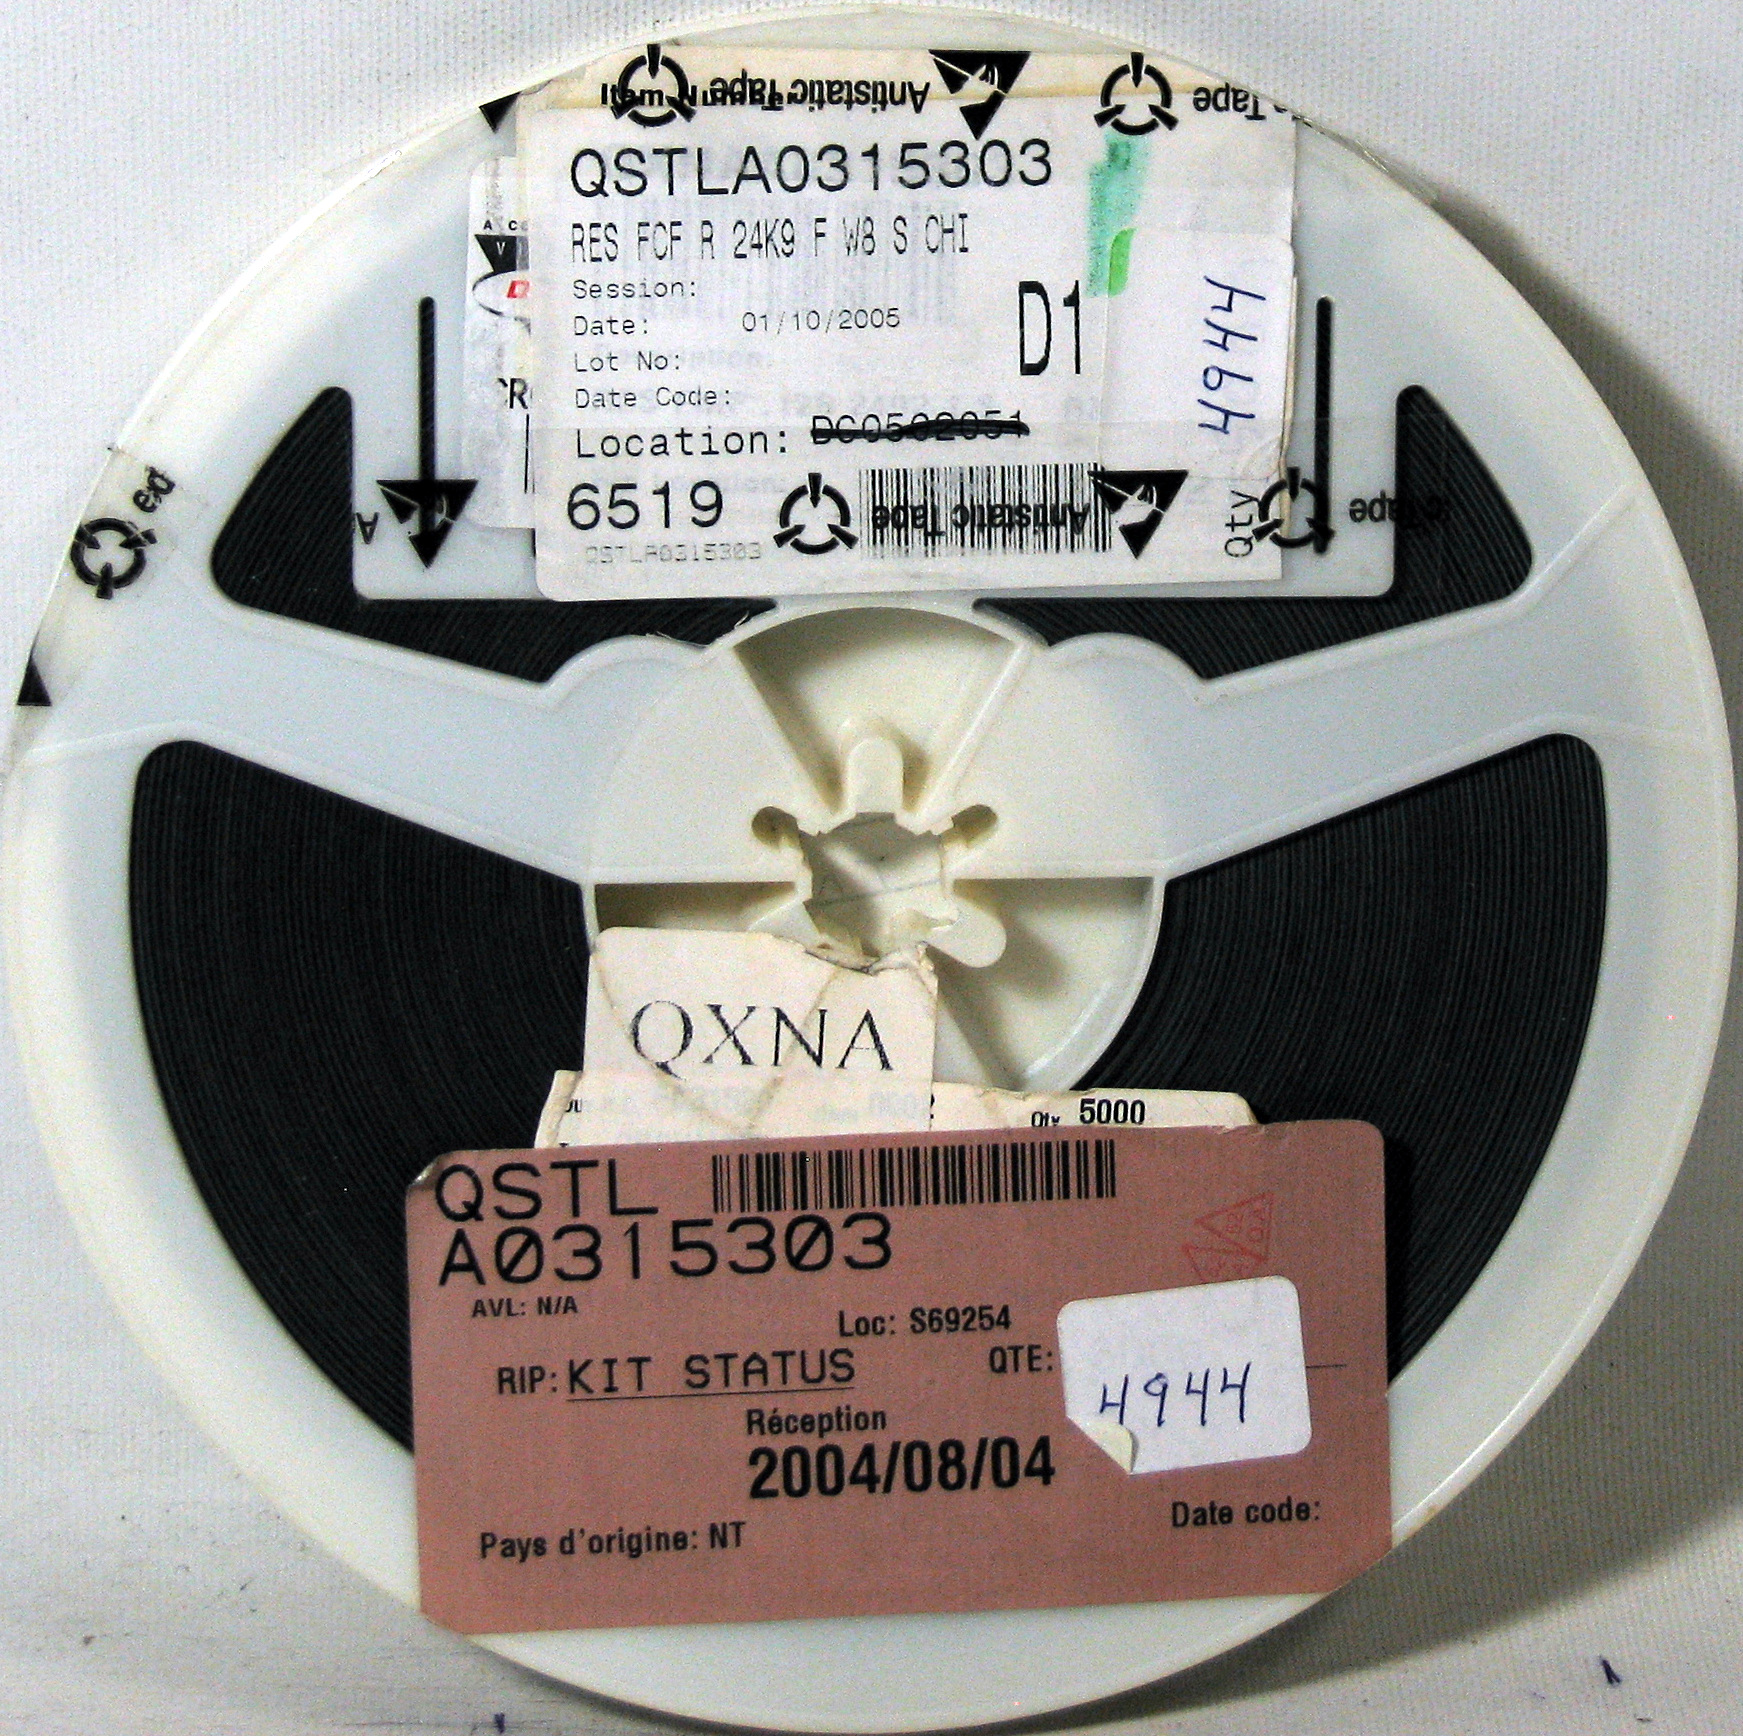 Antistatic Tape
Tape
QSTLA0315303
RES FCF R 24K9 F W8 S CHI
Session:
Date: 01/10/2005
D1
Lot No:
Date Code:
Location: DC0502051
4944
6519
Antistatic Tape
Qty
Tape
QSTLA0315303
QXNA
Qty 5000
QSTL
A0315303
AVL: N/A
Loc: S69254
RIP: KIT STATUS
QTE:
4944
Réception
2004/08/04
Date code:
Pays d'origine: NT